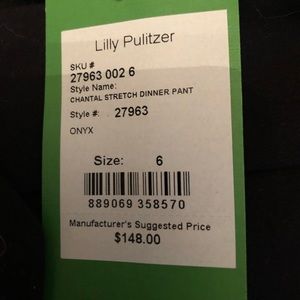 Lilly Pulitzer
SKU #
27963 002 6
Style Name:
CHANTAL STRETCH DINNER PANT
Style #: 27963
ONYX
Size: 6
889069 358570
Manufacturer's Suggested Price
$148.00